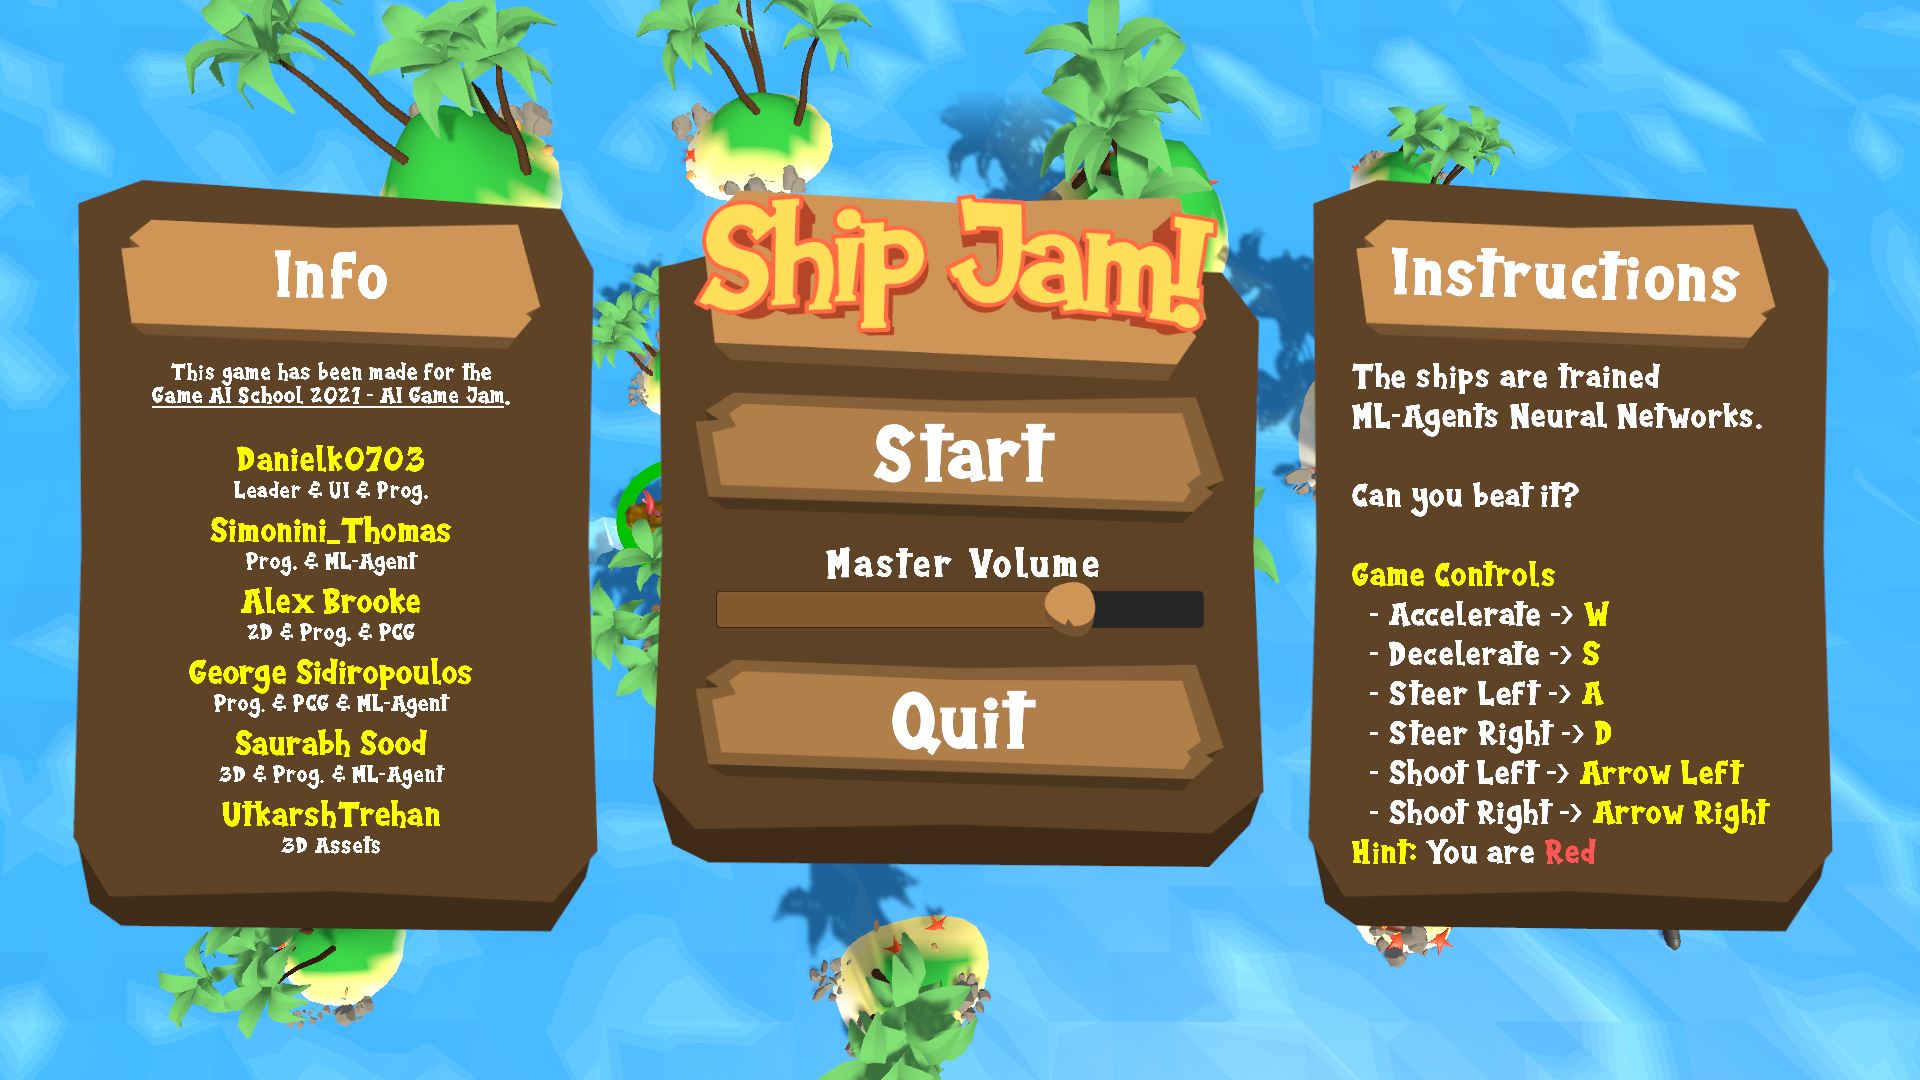 Info
This game has been made for the
Game AI School 2021 - AI Game Jam.
Danielk0703
Leader & UI & Prog.
Simonini_Thomas
Prog. & ML-Agent
Alex Brooke
2D & Prog. & PCG
George Sidiropoulos
Prog. & PCG & ML-Agent
Saurabh Sood
3D & Prog. & ML-Agent
UtkarshTrehan
3D Assets
Ship Jam!
Start
Master Volume
Quit
Instructions
The ships are trained
ML-Agents Neural Networks.
Can you beat it?
Game Controls
- Accelerate -> W
- Decelerate -> S
- Steer Left -> A
- Steer Right -> D
- Shoot Left -> Arrow Left
- Shoot Right -> Arrow Right
Hint: You are Red